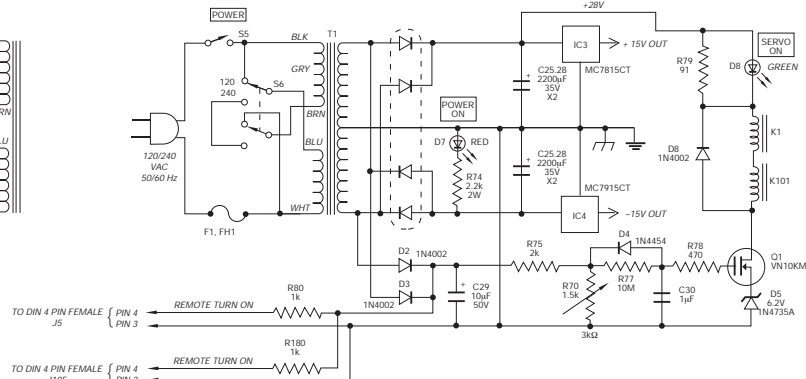 +28V
POWER
S5
BLK
T1
GRY
120
240
S6
BRN
BLU
WHT
120/240
VAC
50/60 Hz
F1, FH1
RN
LU
IC3
+ 15V OUT
MC7815CT
C25.28
2200µF
35V
X2
POWER
ON
D7
RED
R74
2.2k
2W
C25.28
2200µF
35V
X2
MC7915CT
IC4
–15V OUT
R79
91
SERVO
ON
D8
GREEN
D8
1N4002
K1
K101
D2
1N4002
D3
1N4002
C29
10µF
50V
R75
2k
D4
1N4454
R70
1.5k
R77
10M
3kΩ
C30
1µF
R78
470
Q1
VN10KM
D5
6.2V
1N4735A
R80
1k
REMOTE TURN ON
TO DIN 4 PIN FEMALE
J5
PIN 4
PIN 3
R180
1k
REMOTE TURN ON
TO DIN 4 PIN FEMALE
PIN 4
PIN 3